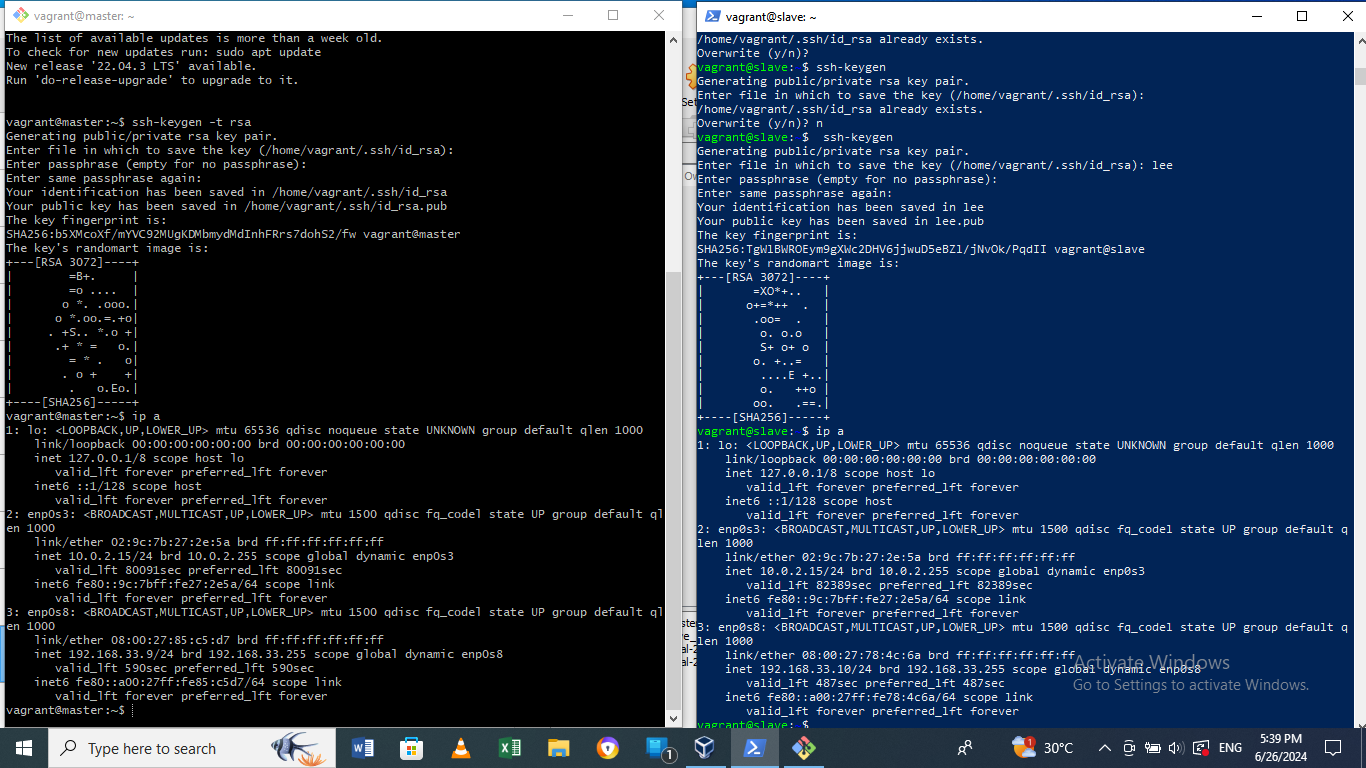 vagrant@master: ~
The list of available updates is more than a week old.
To check for new updates run: sudo apt update
New release '22.04.3 LTS' available.
Run 'do-release-upgrade' to upgrade to it.
vagrant@master:~$ ssh-keygen -t rsa
Generating public/private rsa key pair.
Enter file in which to save the key (/home/vagrant/.ssh/id_rsa):
Enter passphrase (empty for no passphrase):
Enter same passphrase again:
Your identification has been saved in /home/vagrant/.ssh/id_rsa
Your public key has been saved in /home/vagrant/.ssh/id_rsa.pub
The key fingerprint is:
SHA256:b5XMcoXf/mYVC92MUgKDMbmydMdInhFRrs7dohS2/fw vagrant@master
The key's randomart image is:
+---[RSA 3072]----+
|        =B+.     |
|        =o ....  |
|       o *. .ooo.|
|      o *.oo.=.+o|
|     . +S.. *.o +|
|      .+ * =   o.|
|        = * .   o|
|       . o +    +|
|        .   o.Eo.|
+----[SHA256]-----+
vagrant@master:~$ ip a
1: lo: <LOOPBACK,UP,LOWER_UP> mtu 65536 qdisc noqueue state UNKNOWN group default qlen 1000
    link/loopback 00:00:00:00:00:00 brd 00:00:00:00:00:00
    inet 127.0.0.1/8 scope host lo
       valid_lft forever preferred_lft forever
    inet6 ::1/128 scope host
       valid_lft forever preferred_lft forever
2: enp0s3: <BROADCAST,MULTICAST,UP,LOWER_UP> mtu 1500 qdisc fq_codel state UP group default ql
en 1000
    link/ether 02:9c:7b:27:2e:5a brd ff:ff:ff:ff:ff:ff
    inet 10.0.2.15/24 brd 10.0.2.255 scope global dynamic enp0s3
       valid_lft 80091sec preferred_lft 80091sec
    inet6 fe80::9c:7bff:fe27:2e5a/64 scope link
       valid_lft forever preferred_lft forever
3: enp0s8: <BROADCAST,MULTICAST,UP,LOWER_UP> mtu 1500 qdisc fq_codel state UP group default ql
en 1000
    link/ether 08:00:27:85:c5:d7 brd ff:ff:ff:ff:ff:ff
    inet 192.168.33.9/24 brd 192.168.33.255 scope global dynamic enp0s8
       valid_lft 590sec preferred_lft 590sec
    inet6 fe80::a00:27ff:fe85:c5d7/64 scope link
       valid_lft forever preferred_lft forever
vagrant@master:~$
vagrant@slave: ~
/home/vagrant/.ssh/id_rsa already exists.
Overwrite (y/n)?
vagrant@slave: $ ssh-keygen
Generating public/private rsa key pair.
Enter file in which to save the key (/home/vagrant/.ssh/id_rsa):
/home/vagrant/.ssh/id_rsa already exists.
Overwrite (y/n)? n
vagrant@slave: $  ssh-keygen
Generating public/private rsa key pair.
Enter file in which to save the key (/home/vagrant/.ssh/id_rsa): lee
Enter passphrase (empty for no passphrase):
Enter same passphrase again:
Your identification has been saved in lee
Your public key has been saved in lee.pub
The key fingerprint is:
SHA256:TgWlBWROEym9gXWc2DHV6jjwuD5eBZl/jNvOk/PqdII vagrant@slave
The key's randomart image is:
+---[RSA 3072]----+
|       =XO*+..   |
|      o+=*++  .  |
|       .oo=  .   |
|        o. o.o   |
|        S+ o+ o  |
|       o. +..=   |
|        ....E +..|
|        o.   ++o |
|       oo.  .==.|
+----[SHA256]-----+
vagrant@slave: $ ip a
1: lo: <LOOPBACK,UP,LOWER_UP> mtu 65536 qdisc noqueue state UNKNOWN group default qlen 1000
    link/loopback 00:00:00:00:00:00 brd 00:00:00:00:00:00
    inet 127.0.0.1/8 scope host lo
       valid_lft forever preferred_lft forever
    inet6 ::1/128 scope host
       valid_lft forever preferred_lft forever
2: enp0s3: <BROADCAST,MULTICAST,UP,LOWER_UP> mtu 1500 qdisc fq_codel state UP group default q
len 1000
    link/ether 02:9c:7b:27:2e:5a brd ff:ff:ff:ff:ff:ff
    inet 10.0.2.15/24 brd 10.0.2.255 scope global dynamic enp0s3
       valid_lft 82389sec preferred_lft 82389sec
    inet6 fe80::9c:7bff:fe27:2e5a/64 scope link
       valid_lft forever preferred_lft forever
3: enp0s8: <BROADCAST,MULTICAST,UP,LOWER_UP> mtu 1500 qdisc fq_codel state UP group default q
len 1000
    link/ether 08:00:27:78:4c:6a brd ff:ff:ff:ff:ff:ff
    inet 192.168.33.10/24 brd 192.168.33.255 scope global dynamic enp0s8
       valid_lft 487sec preferred_lft 487sec
    inet6 fe80::a00:27ff:fe78:4c6a/64 scope link
       valid_lft forever preferred_lft forever
vagrant@slave: $
Activate Windows
Go to Settings to activate Windows.
Type here to search
1
1
30°C
ENG
5:39 PM
6/26/2024